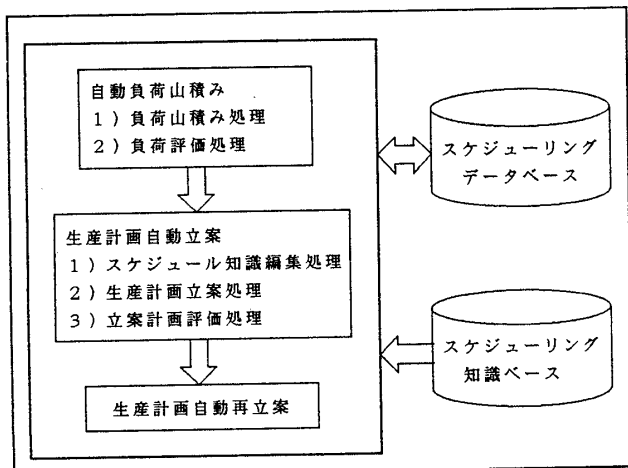 自動負荷山積み
1）負荷山積み処理
2）負荷評価処理
生産計画自動立案
1）スケジュール知識編集処理
2）生産計画立案処理
3）立案計画評価処理
生産計画自動再立案
スケジューリング
データベース
スケジューリング
知識ベース